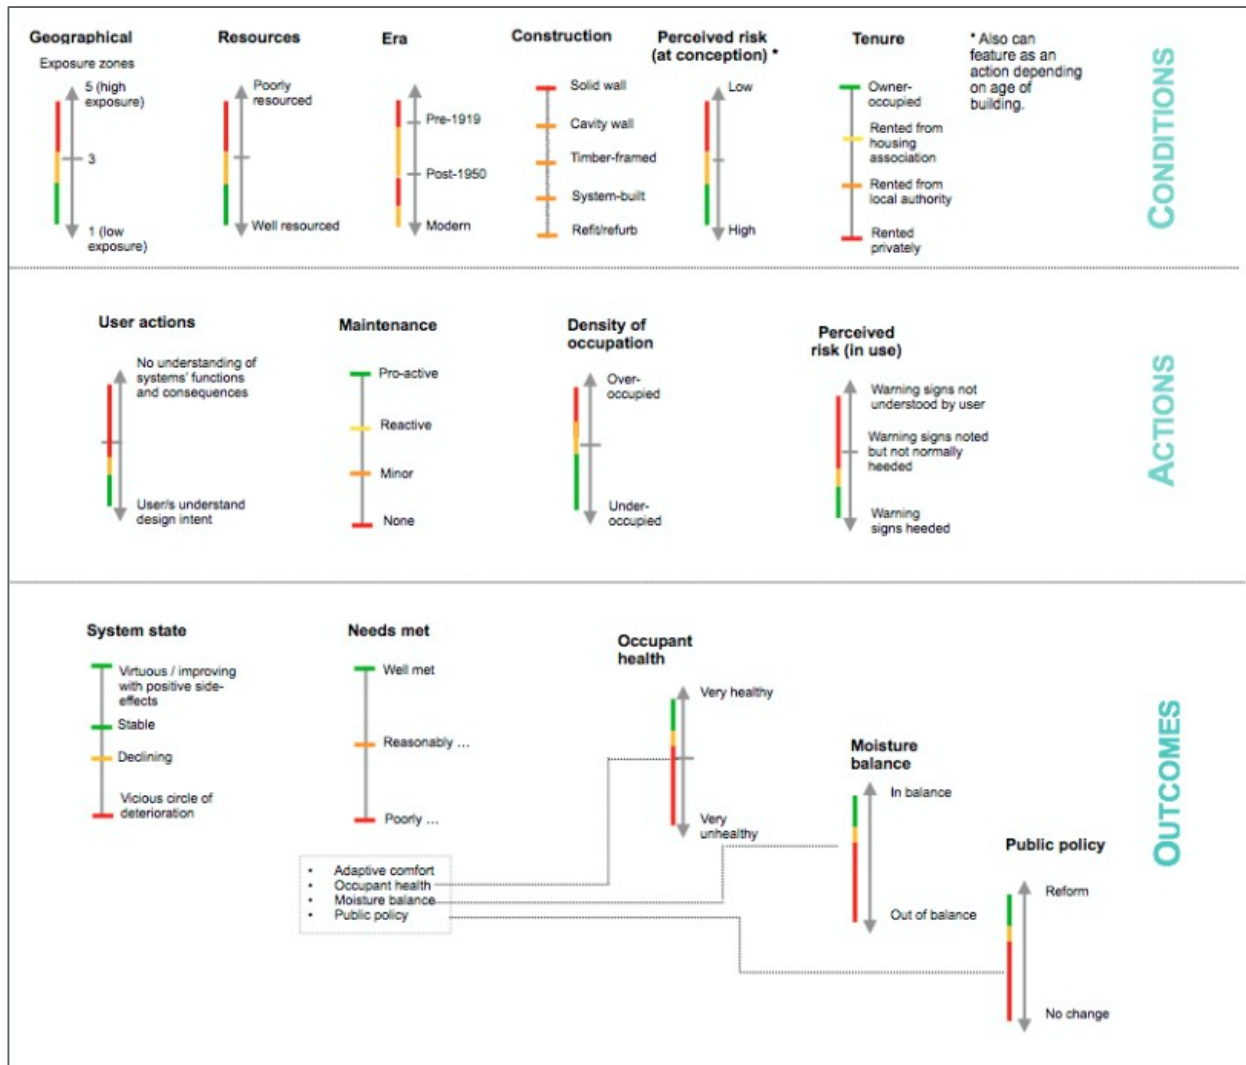 Geographical
Exposure zones
5 (high
exposure)
3
1 (low
exposure)
Resources
Poorly
resourced
Well resourced
Era
Pre-1919
Post-1950
Modern
Construction
Solid wall
Cavity wall
Timber-framed
System-built
Refit/refurb
Perceived risk
(at conception) *
Low
High
Tenure
Owner-
occupied
Rented from
housing
association
Rented from
local authority
Rented
privately
* Also can
feature as an
action depending
on age of
building.
CONDITIONS
User actions
No understanding of
systems' functions
and consequences
User/s understand
design intent
Maintenance
Pro-active
Reactive
Minor
None
Density of
occupation
Over-
occupied
Under-
occupied
Perceived
risk (in use)
Warning signs not
understood by user
Warning signs noted
but not normally
heeded
Warning
signs heeded
ACTIONS
System state
Virtuous / improving
with positive side-
effects
Stable
Declining
Vicious circle of
deterioration
Needs met
Well met
Reasonably ...
Poorly ...
• Adaptive comfort
• Occupant health
• Moisture balance
• Public policy
Occupant
health
Very healthy
Very
unhealthy
Moisture
balance
In balance
Out of balance
Public policy
Reform
No change
OUTCOMES